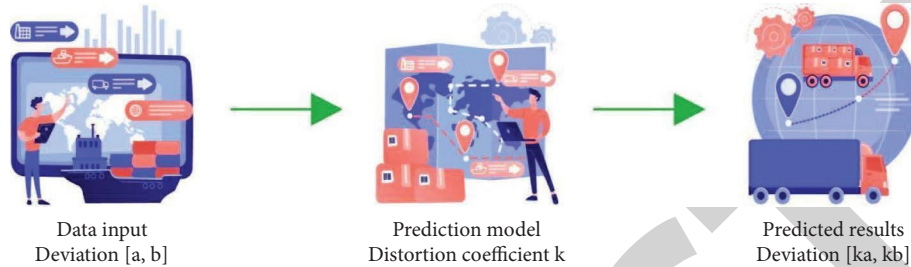 Data input
Deviation [a, b]
Prediction model
Distortion coefficient k
Predicted results
Deviation [ka, kb]